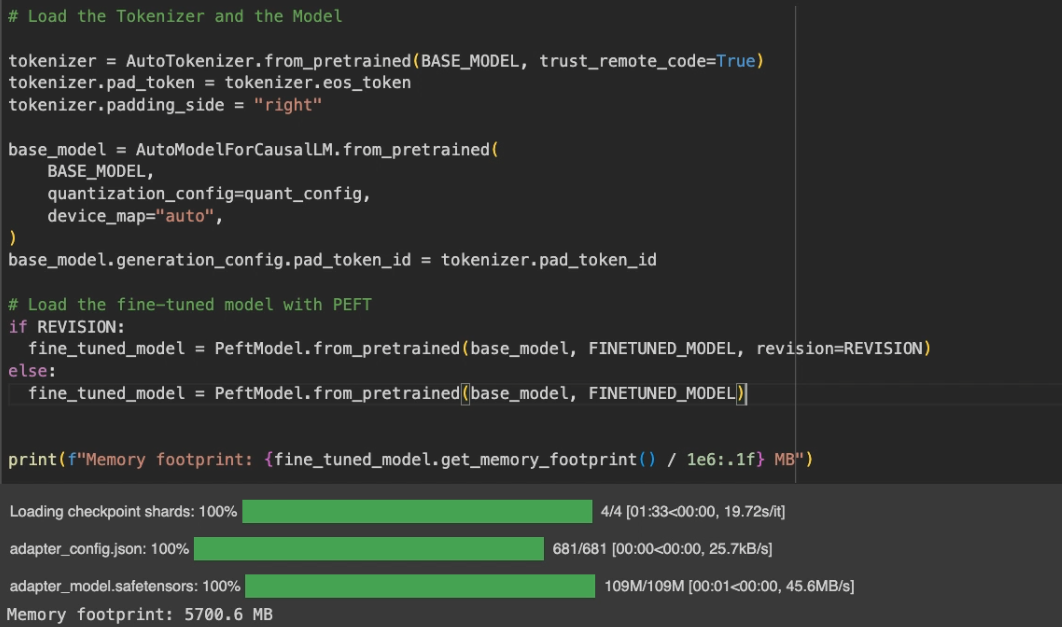 # Load the Tokenizer and the Model
tokenizer = AutoTokenizer.from_pretrained(BASE_MODEL, trust_remote_code=True)
tokenizer.pad_token = tokenizer.eos_token
tokenizer.padding_side = "right"
base_model = AutoModelForCausalLM.from_pretrained(
    BASE_MODEL,
    quantization_config=quant_config,
    device_map="auto",
)
base_model.generation_config.pad_token_id = tokenizer.pad_token_id
# Load the fine-tuned model with PEFT
if REVISION:
  fine_tuned_model = PeftModel.from_pretrained(base_model, FINETUNED_MODEL, revision=REVISION)
else:
  fine_tuned_model = PeftModel.from_pretrained(base_model, FINETUNED_MODEL)
print(f"Memory footprint: {fine_tuned_model.get_memory_footprint() / 1e6:.1f} MB")
Loading checkpoint shards: 100% 4/4 [01:33<00:00, 19.72s/it]
adapter_config.json: 100% 681/681 [00:00<00:00, 25.7kB/s]
adapter_model.safetensors: 100% 109M/109M [00:01<00:00, 45.6MB/s]
Memory footprint: 5700.6 MB